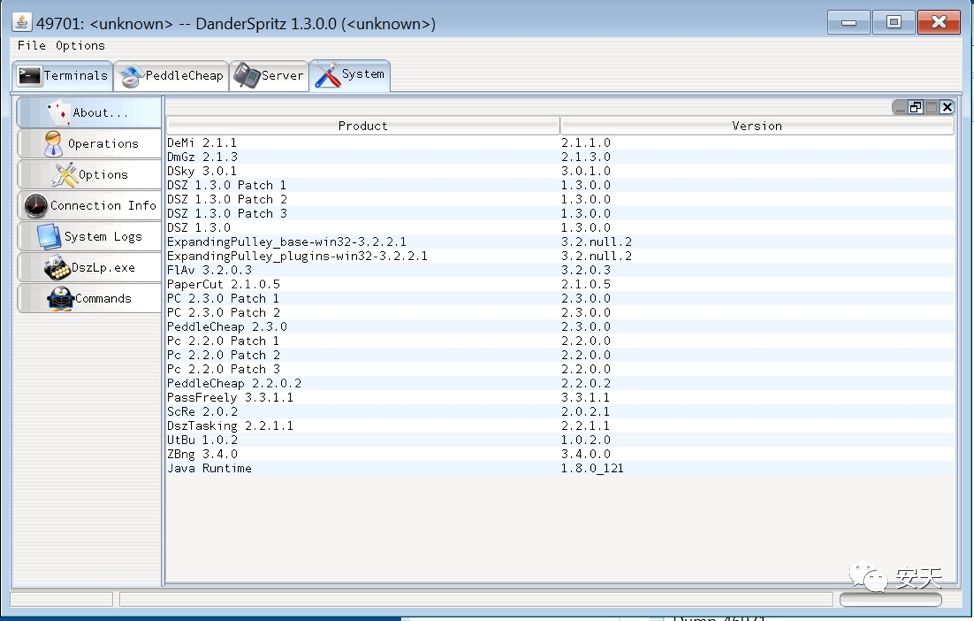 49701: <unknown> -- DanderSpritz 1.3.0.0 (<unknown>)
File Options
Terminals PeddleCheap Server System
About...
Operations
Options
Connection Info
System Logs
DszLp.exe
Commands
Product Version
DeMi 2.1.1 2.1.1.0
DmGz 2.1.3 2.1.3.0
DSky 3.0.1 3.0.1.0
DSZ 1.3.0 Patch 1 1.3.0.0
DSZ 1.3.0 Patch 2 1.3.0.0
DSZ 1.3.0 Patch 3 1.3.0.0
DSZ 1.3.0 1.3.0.0
ExpandingPulley_base-win32-3.2.2.1 3.2.null.2
ExpandingPulley_plugins-win32-3.2.2.1 3.2.null.2
FlAv 3.2.0.3 3.2.0.3
PaperCut 2.1.0.5 2.1.0.5
PC 2.3.0 Patch 1 2.3.0.0
PC 2.3.0 Patch 2 2.3.0.0
PeddleCheap 2.3.0 2.3.0.0
Pc 2.2.0 Patch 1 2.2.0.0
Pc 2.2.0 Patch 2 2.2.0.0
Pc 2.2.0 Patch 3 2.2.0.0
PeddleCheap 2.2.0.2 2.2.0.2
PassFreely 3.3.1.1 3.3.1.1
ScRe 2.0.2 2.0.2.1
DszTasking 2.2.1.1 2.2.1.1
UtBu 1.0.2 1.0.2.0
ZBng 3.4.0 3.4.0.0
Java Runtime 1.8.0_121
安天